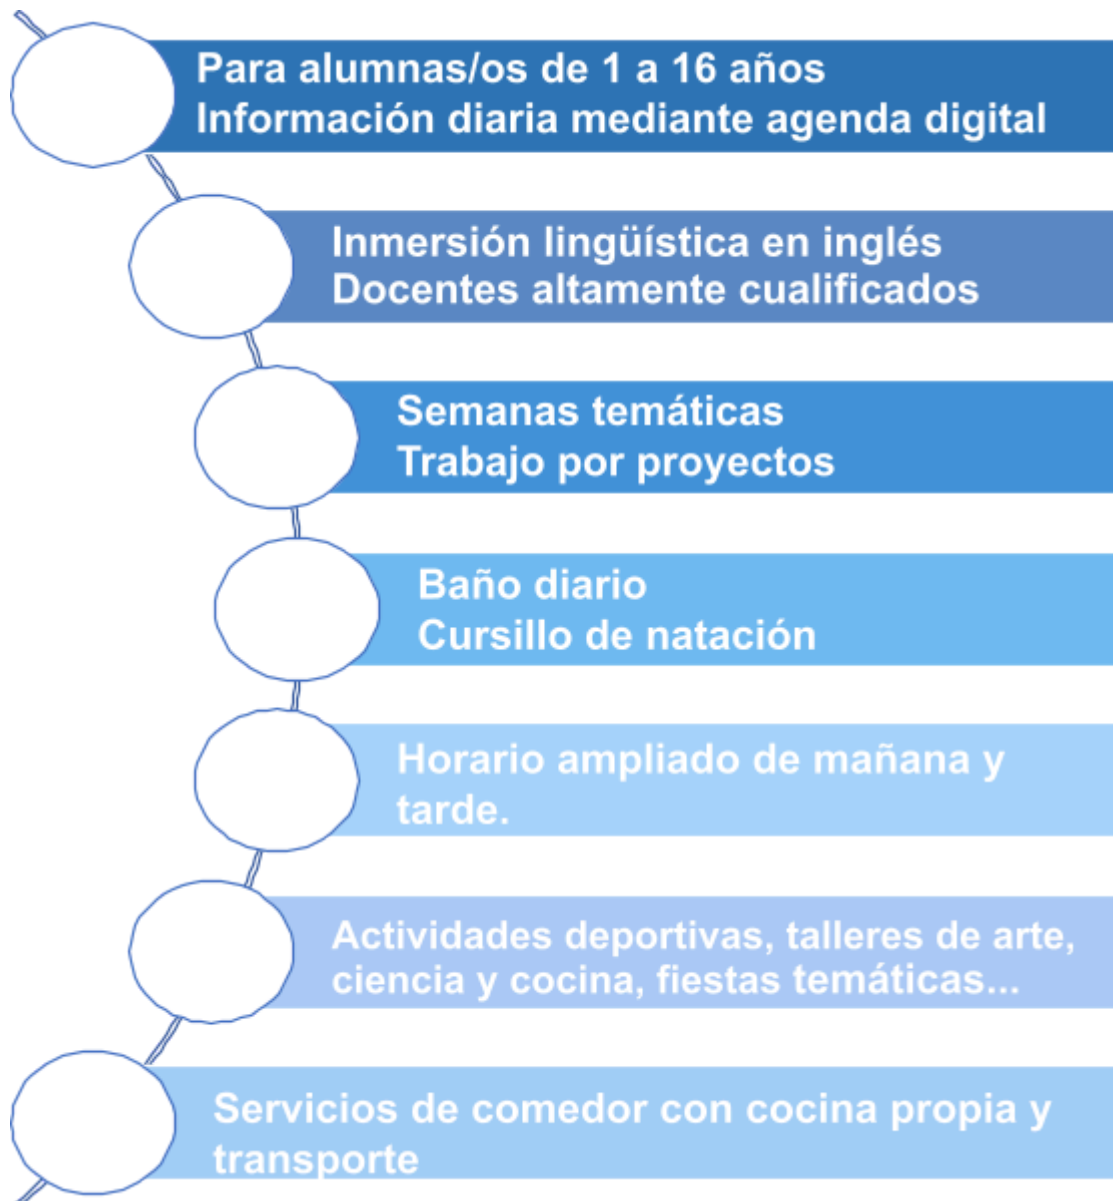 Para alumnas/os de 1 a 16 años
Información diaria mediante agenda digital
Inmersión lingüística en inglés
Docentes altamente cualificados
Semanas temáticas
Trabajo por proyectos
Baño diario
Cursillo de natación
Horario ampliado de mañana y
tarde.
Actividades deportivas, talleres de arte,
ciencia y cocina, fiestas temáticas...
Servicios de comedor con cocina propia y
transporte